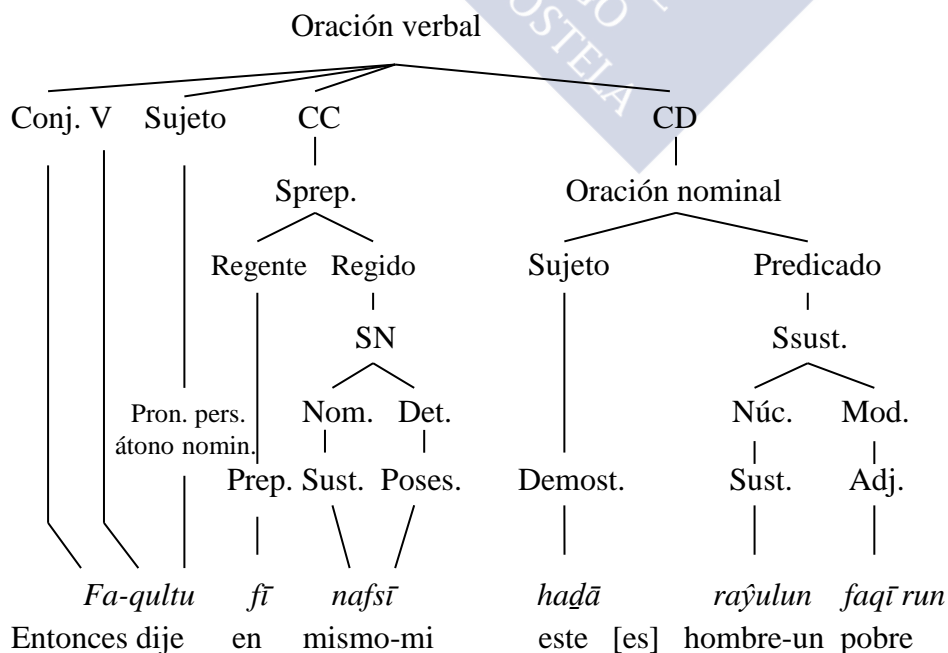 Oración verbal
Conj. V Sujeto CC CD
Sprep. Oración nominal
Regente Regido Sujeto Predicado
SN Ssust.
Pron. pers. Nom. Det. Núc. Mod.
átono nomin.
Prep. Sust. Poses. Demost. Sust. Adj.
Fa-qultu fī nafsī haḏā raŷulun faqī run
Entonces dije en mismo-mi este [es] hombre-un pobre